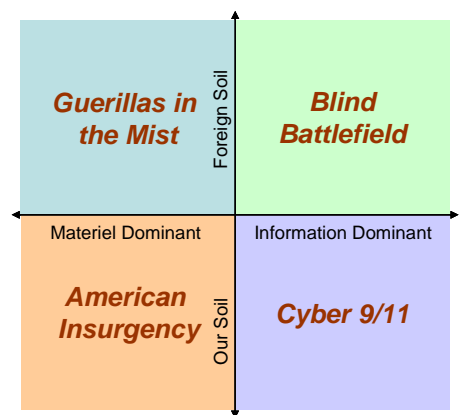 Guerillas in
the Mist
Foreign Soil
Blind
Battlefield
Materiel Dominant
Information Dominant
American
Insurgency
Our Soil
Cyber 9/11